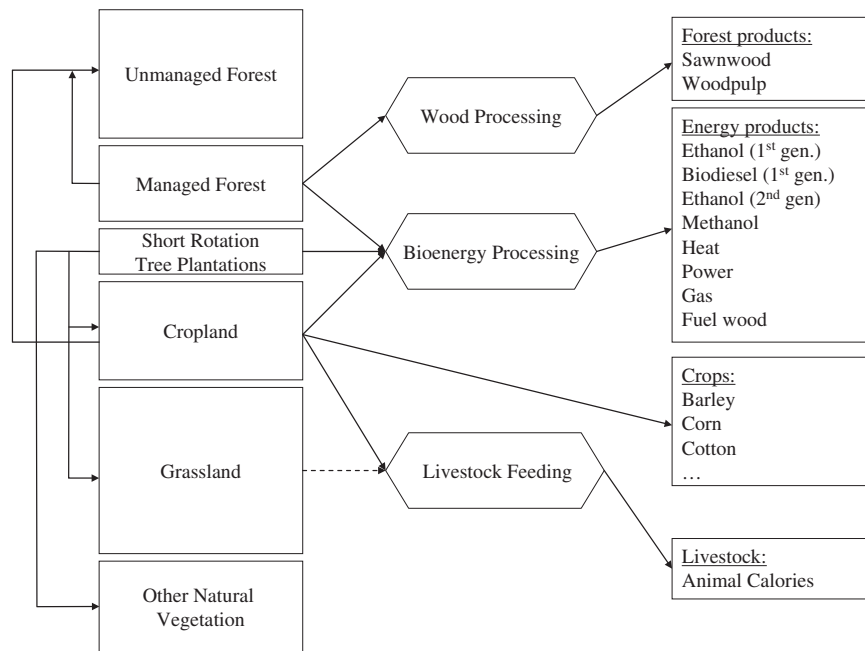 Unmanaged Forest
Managed Forest
Short Rotation
Tree Plantations
Cropland
Grassland
Other Natural
Vegetation
Wood Processing
Bioenergy Processing
Livestock Feeding
Forest products:
Sawnwood
Woodpulp
Energy products:
Ethanol (1st gen.)
Biodiesel (1st gen.)
Ethanol (2nd gen)
Methanol
Heat
Power
Gas
Fuel wood
Crops:
Barley
Corn
Cotton
…
Livestock:
Animal Calories